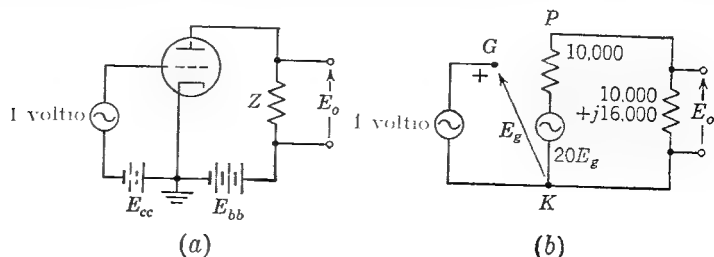 1 voltio
Z
E_o
E_cc
E_bb
(a)
P
G
+
10,000
10.000
+j16.000
E_o
1 voltio
E_g
20E_g
K
(b)